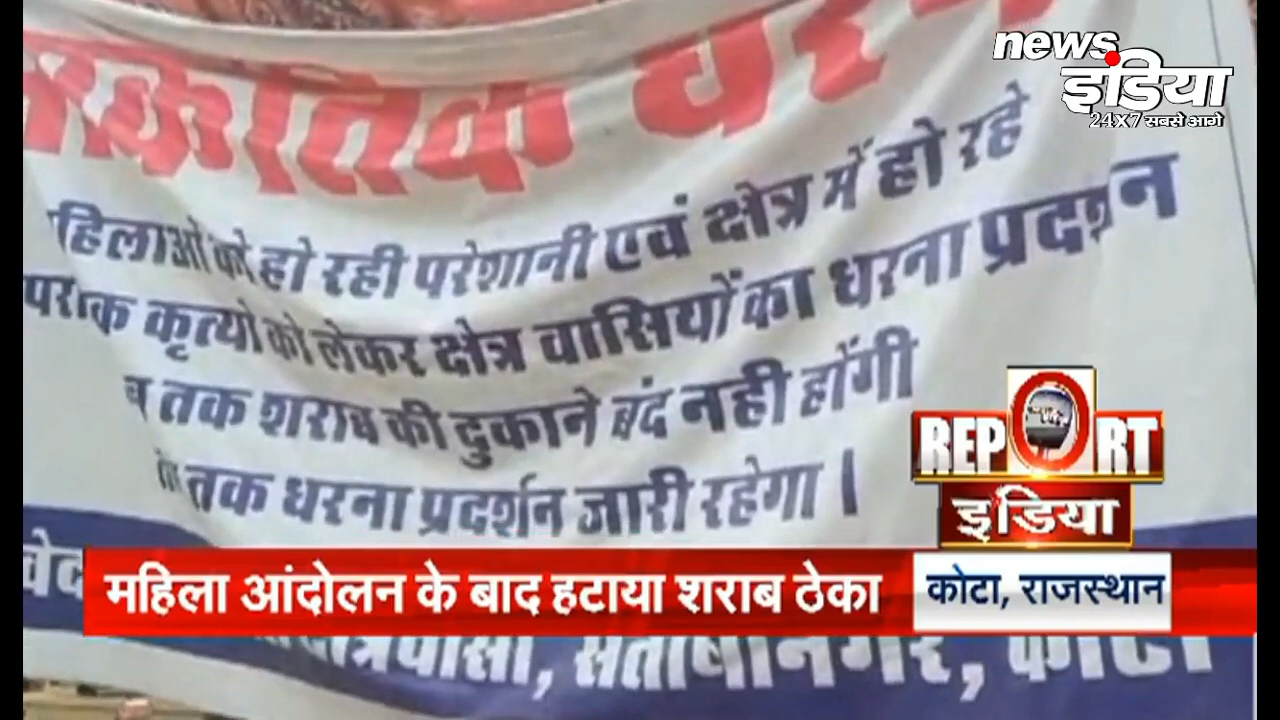 news
इंडिया
24x7 सबसे आगे
को हो रही परेशानी एवं क्षेत्र में हो रहे
कृत्यो को लेकर क्षेत्र वासियों का धरना प्रदर्शन
तक शराब की दुकाने बंद नही होंगी
तक धरना प्रदर्शन जारी रहेगा ।
REPORT
इंडिया
महिला आंदोलन के बाद हटाया शराब ठेका
कोटा, राजस्थान